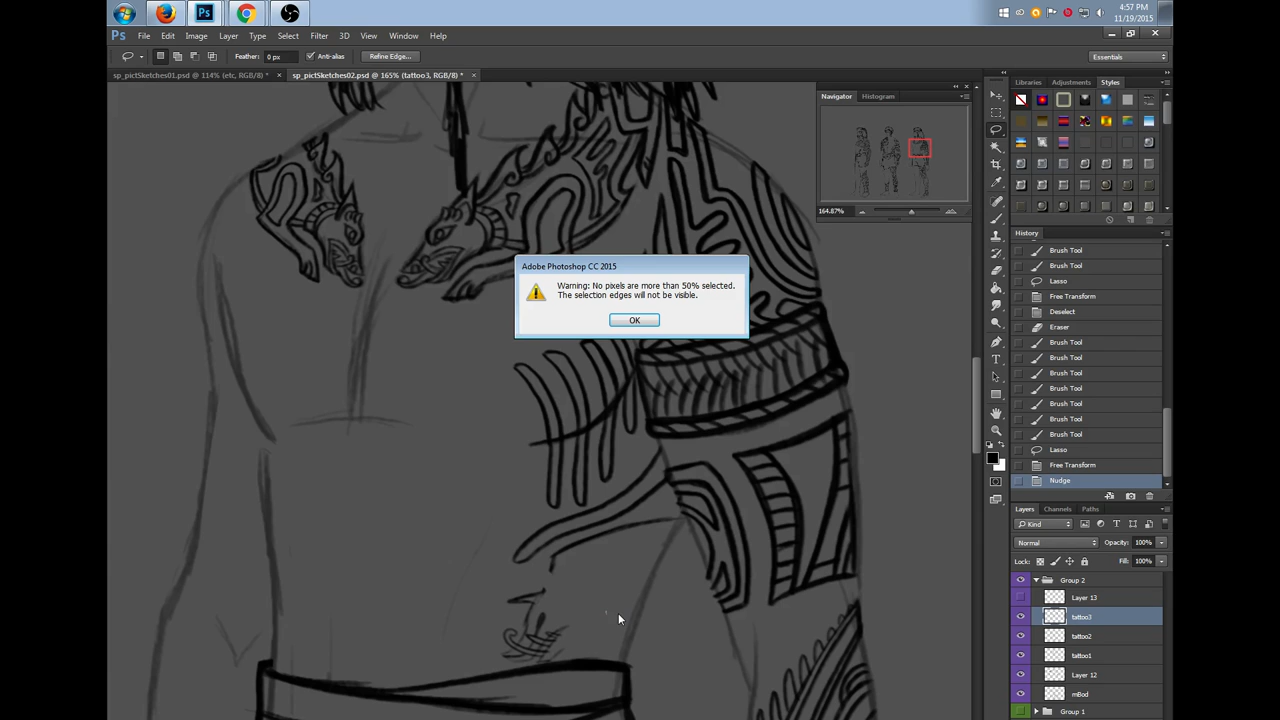 4:57 PM
11/19/2015
Ps File Edit Image Layer Type Select Filter 3D View Window Help
Feather: 0 px Anti-alias Refine Edge... Essentials
sp_pictSketches01.psd @ 114% (etc, RGB/8) * × sp_pictSketches02.psd @ 165% (tattoo3, RGB/8) * ×
Libraries Adjustments Styles
Navigator Histogram
164.87%
Adobe Photoshop CC 2015
Warning: No pixels are more than 50% selected.
The selection edges will not be visible.
OK
History
Brush Tool
Brush Tool
Lasso
Free Transform
Deselect
Eraser
Brush Tool
Brush Tool
Brush Tool
Brush Tool
Brush Tool
Brush Tool
Brush Tool
Lasso
Free Transform
Nudge
Layers Channels Paths
Kind
Normal Opacity: 100%
Lock: Fill: 100%
Group 2
Layer 13
tattoo3
tattoo2
tattoo1
Layer 12
mBod
Group 1